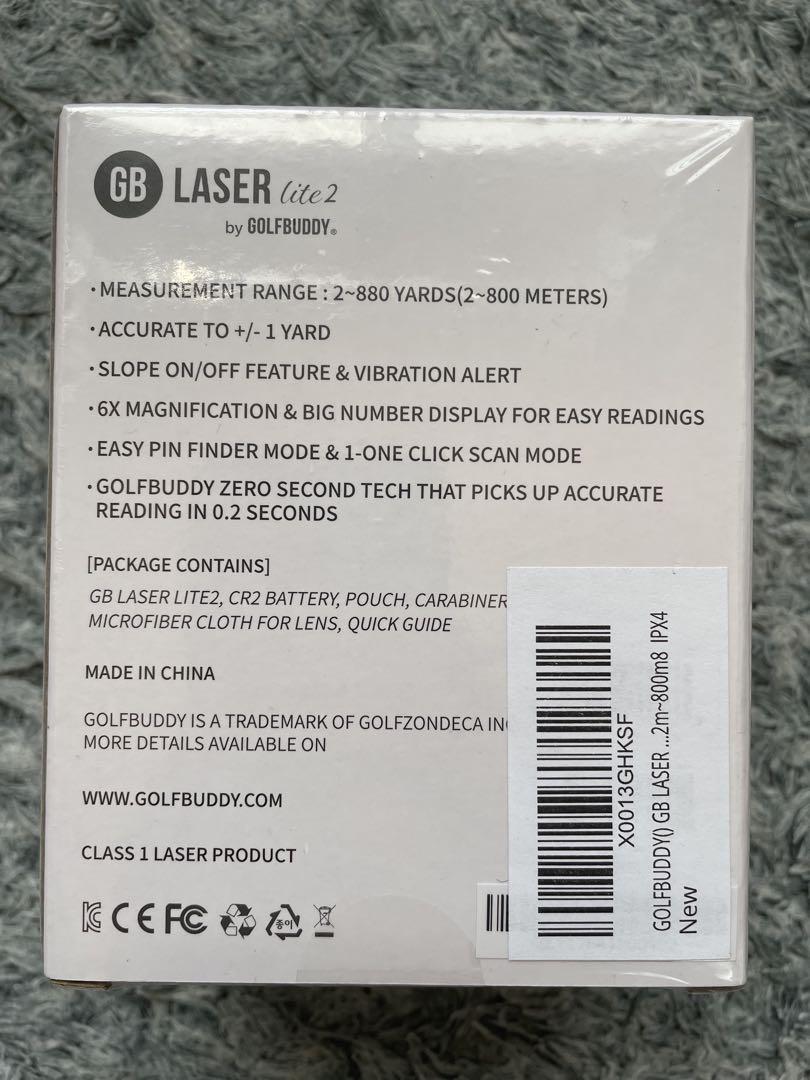 GB LASER lite2
by GOLFBUDDY®
·MEASUREMENT RANGE : 2~880 YARDS(2~800 METERS)
·ACCURATE TO +/- 1 YARD
·SLOPE ON/OFF FEATURE & VIBRATION ALERT
·6X MAGNIFICATION & BIG NUMBER DISPLAY FOR EASY READINGS
·EASY PIN FINDER MODE & 1-ONE CLICK SCAN MODE
·GOLFBUDDY ZERO SECOND TECH THAT PICKS UP ACCURATE
READING IN 0.2 SECONDS
[PACKAGE CONTAINS]
GB LASER LITE2, CR2 BATTERY, POUCH, CARABINER
MICROFIBER CLOTH FOR LENS, QUICK GUIDE
MADE IN CHINA
GOLFBUDDY IS A TRADEMARK OF GOLFZONDECA IN
MORE DETAILS AVAILABLE ON
WWW.GOLFBUDDY.COM
CLASS 1 LASER PRODUCT
CE FC
종이
X0013GHKSF
GOLFBUDDY() GB LASER ...2m~800m8 IPX4
New